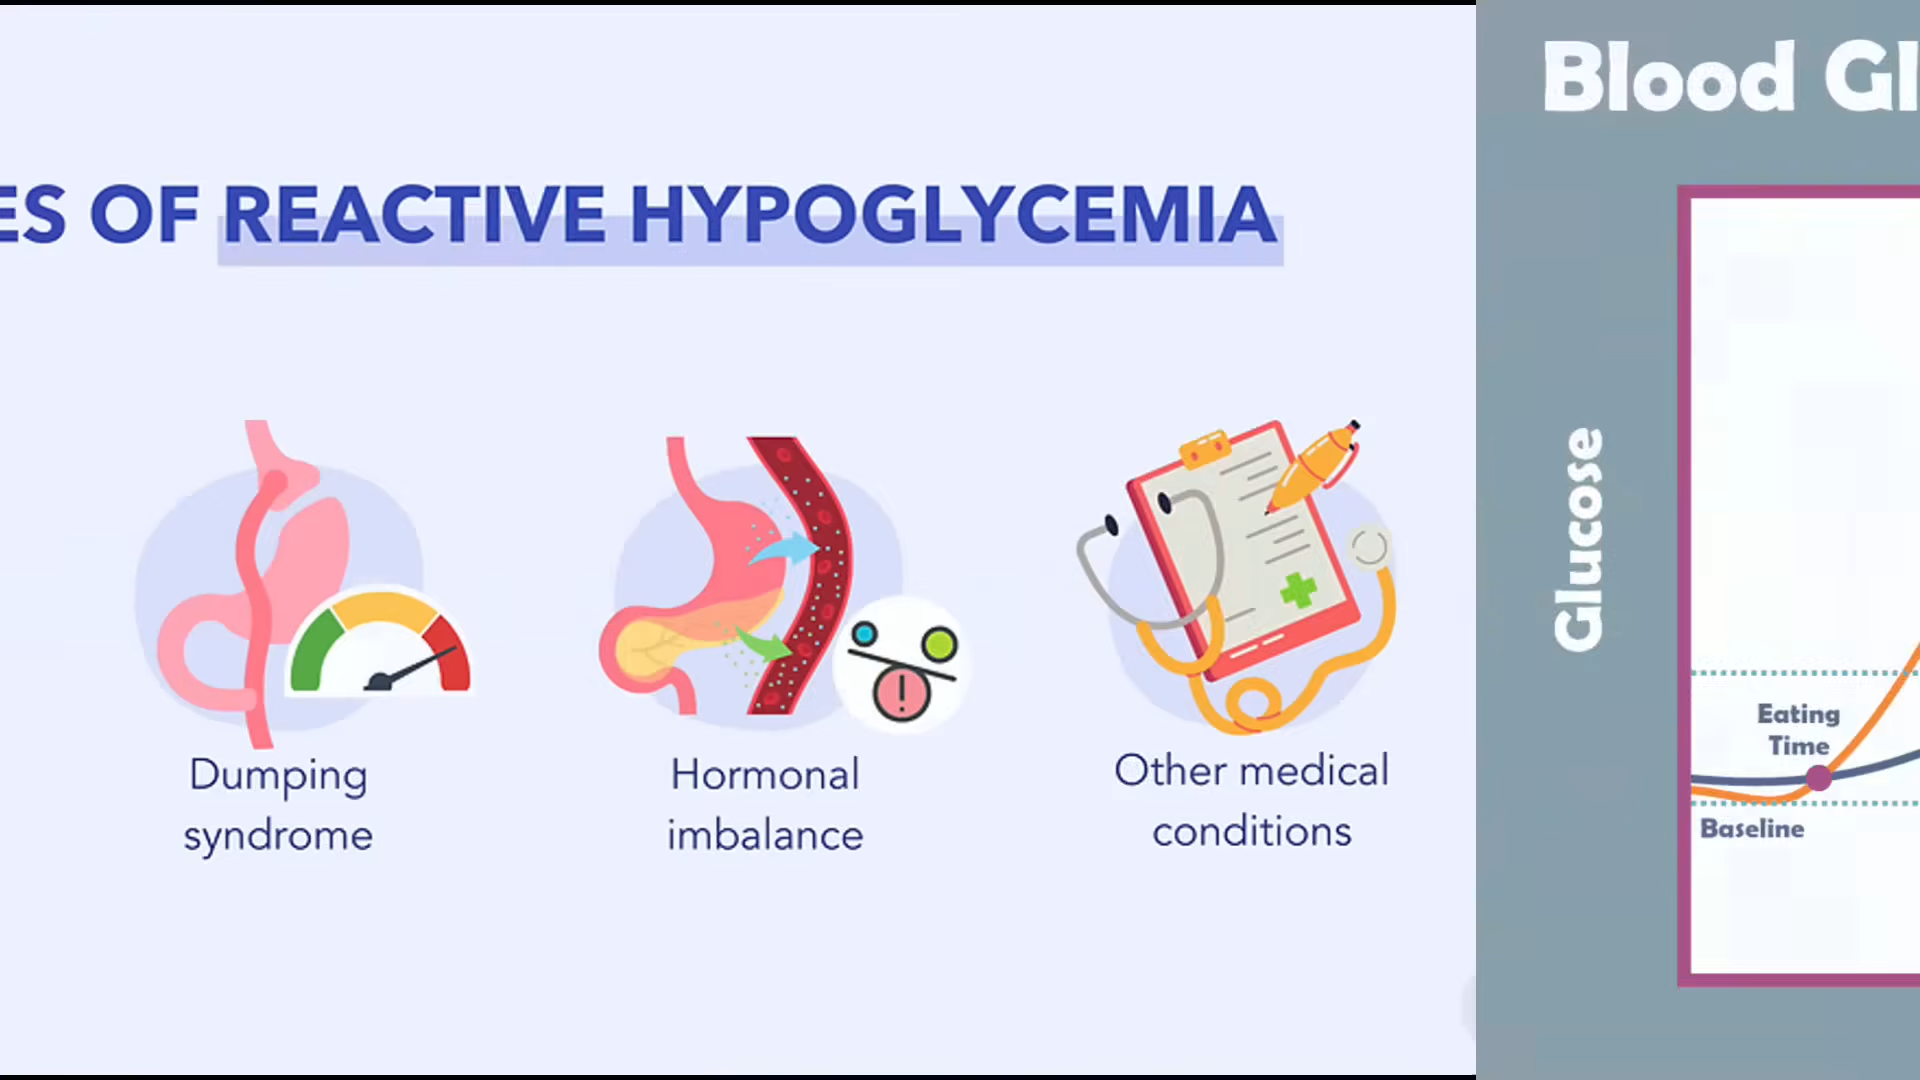 ES OF REACTIVE HYPOGLYCEMIA
Dumping
syndrome
Hormonal
imbalance
Other medical
conditions
Blood Gl
Glucose
Eating
Time
Baseline